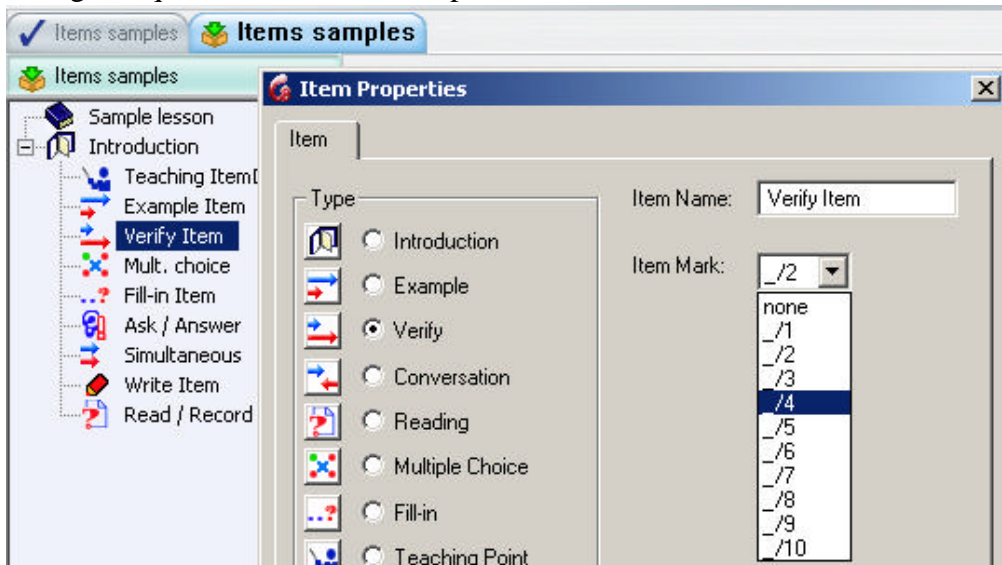 Items samples
Items samples
Items samples
Sample lesson
Introduction
Teaching ItemD
Example Item
Verify Item
Mult. choice
Fill-in Item
Ask / Answer
Simultaneous
Write Item
Read / Record
Item Properties
Item
Type
Introduction
Example
Verify
Conversation
Reading
Multiple Choice
Fill-in
Teaching Point
Item Name: Verify Item
Item Mark: _/2
none
_/1
_/2
_/3
_/4
_/5
_/6
_/7
_/8
_/9
_/10